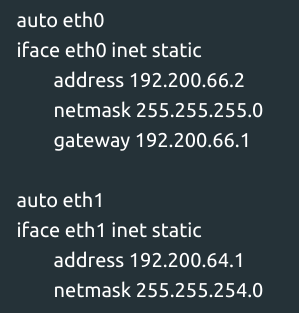 auto eth0
iface eth0 inet static
address 192.200.66.2
netmask 255.255.255.0
gateway 192.200.66.1
auto eth1
iface eth1 inet static
address 192.200.64.1
netmask 255.255.254.0